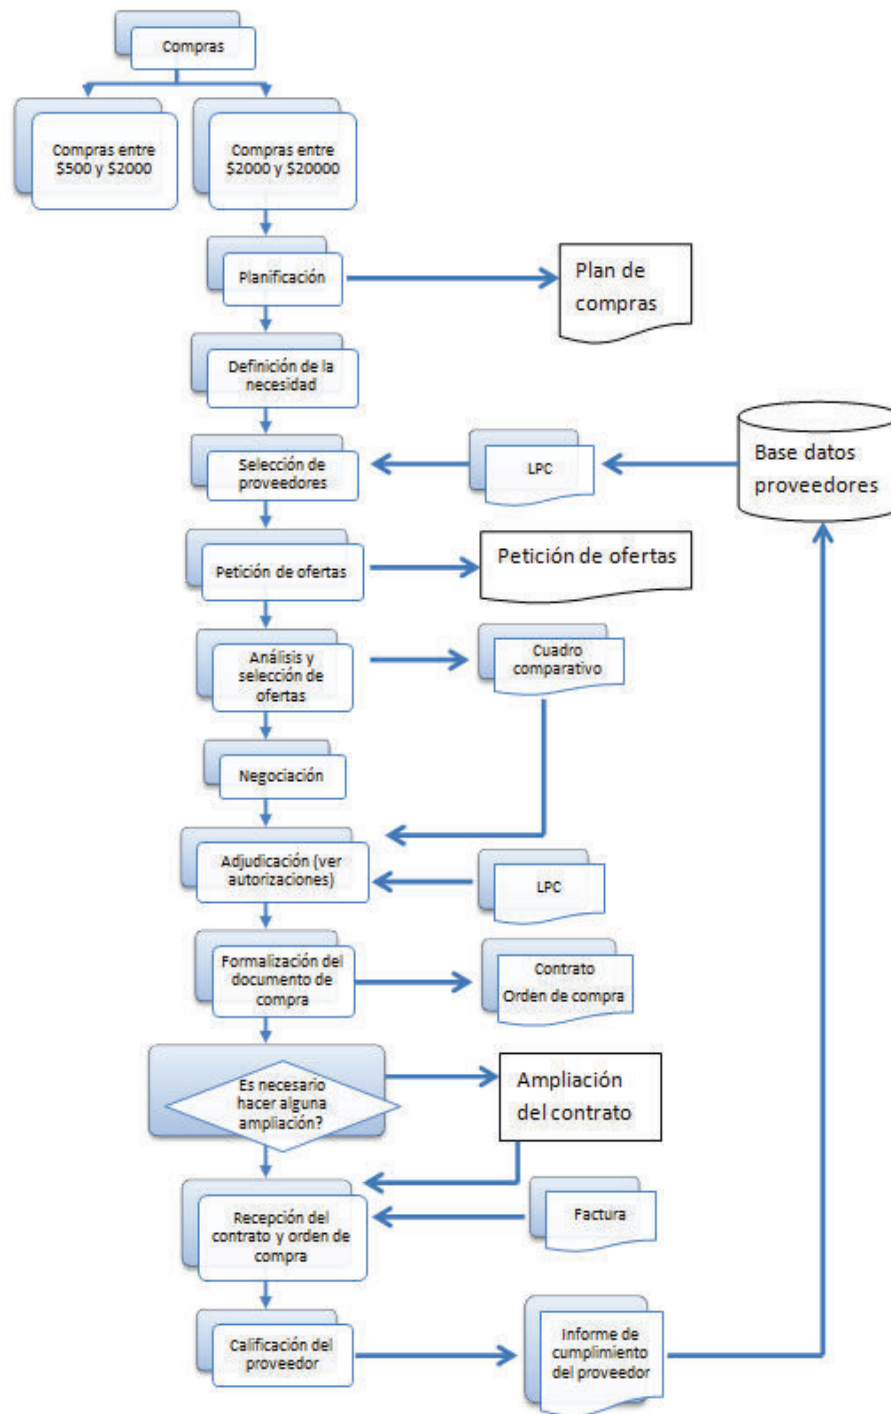 Compras
Compras entre
$500 y $2000
Compras entre
$2000 y $20000
Planificación
Plan de
compras
Definición de la
necesidad
Selección de
proveedores
LPC
Base datos
proveedores
Petición de ofertas
Petición de ofertas
Análisis y
selección de
ofertas
Cuadro
comparativo
Negociación
Adjudicación (ver
autorizaciones)
LPC
Formalización del
documento de
compra
Contrato
Orden de compra
Es necesario
hacer alguna
ampliación?
Ampliación
del contrato
Recepción del
contrato y orden de
compra
Factura
Calificación del
proveedor
Informe de
cumplimiento
del proveedor